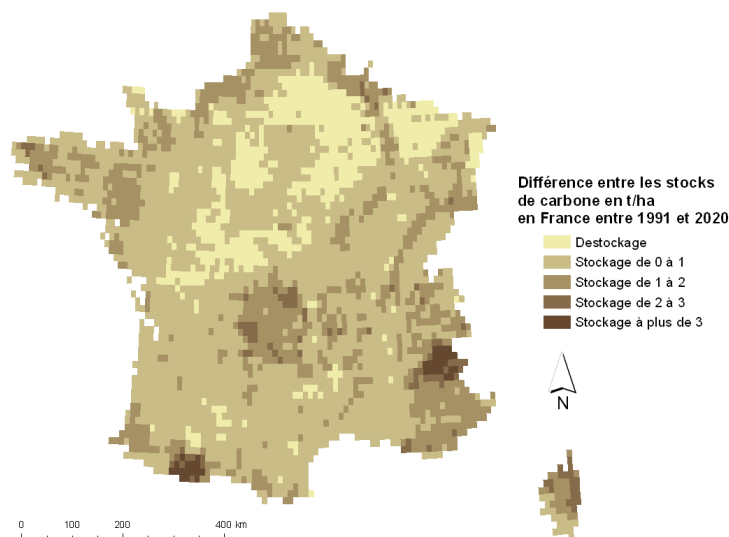 Différence entre les stocks
de carbone en t/ha
en France entre 1991 et 2020
Destockage
Stockage de 0 à 1
Stockage de 1 à 2
Stockage de 2 à 3
Stockage à plus de 3
N
0 100 200 400 km